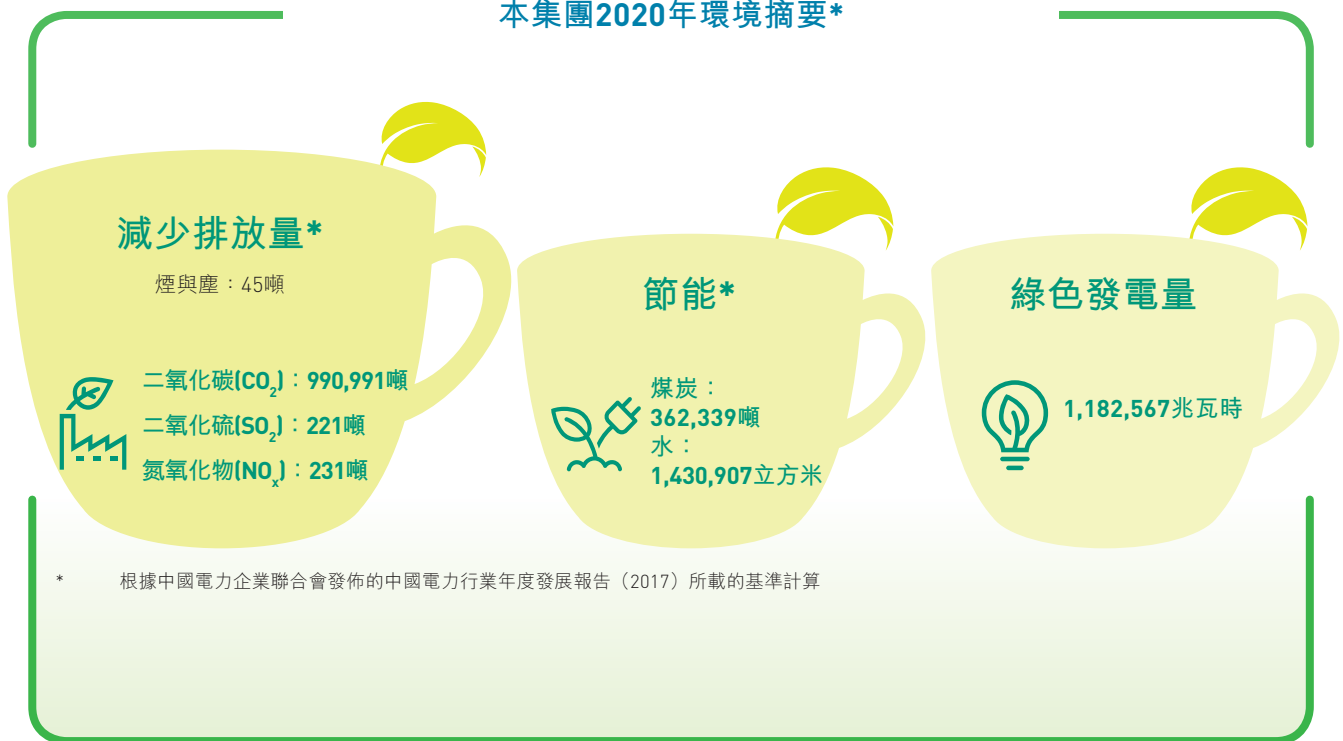 本集團2020年環境摘要*
減少排放量*
煙與塵：45噸
二氧化碳(CO₂)：990,991噸
二氧化硫(SO₂)：221噸
氮氧化物(NOₓ)：231噸
節能*
煤炭：
362,339噸
水：
1,430,907立方米
綠色發電量
1,182,567兆瓦時
* 根據中國電力企業聯合會發佈的中國電力行業年度發展報告（2017）所載的基準計算